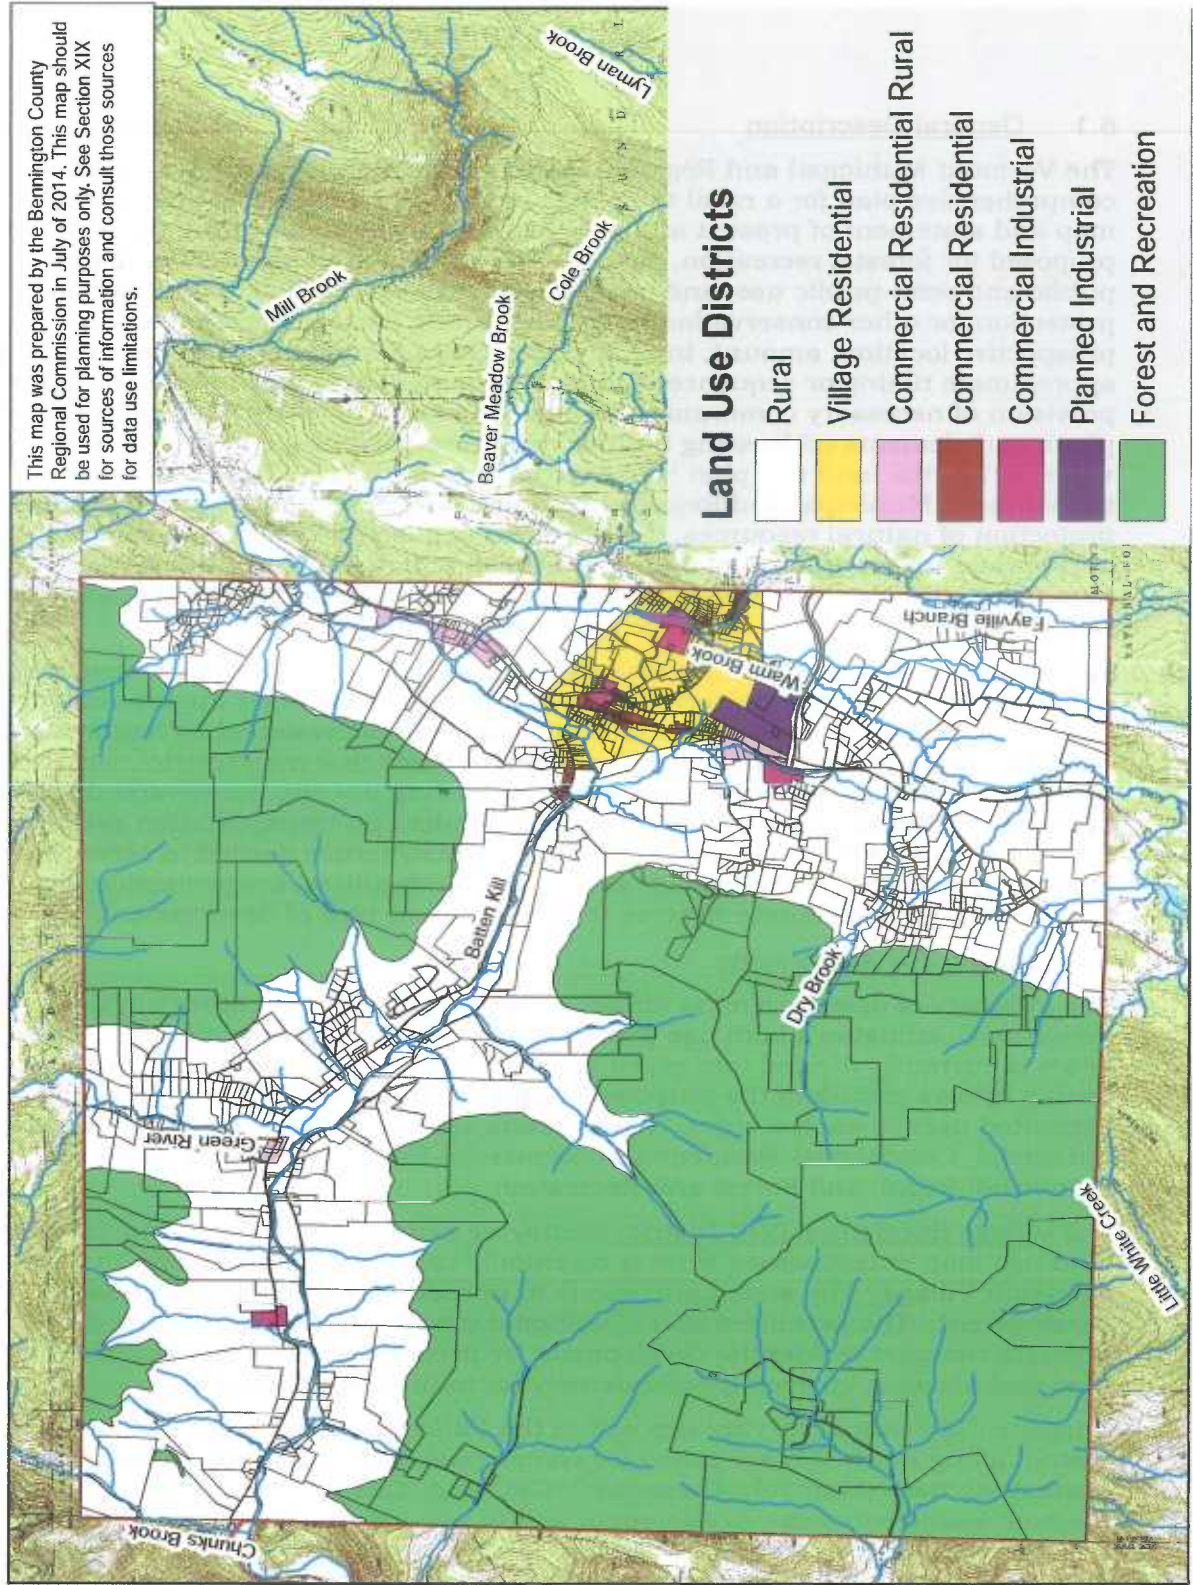 This map was prepared by the Bennington County
Regional Commission in July of 2014. This map should
be used for planning purposes only. See Section XIX
for sources of information and consult those sources
for data use limitations.
Lyman Brook
Mill Brook
Cole Brook
Beaver Meadow Brook
Land Use Districts
Rural
Village Residential
Commercial Residential Rural
Commercial Residential
Commercial Industrial
Planned Industrial
Forest and Recreation
Fayville Branch
Warm Brook
Batten Kill
Dry Brook
Green River
Little White Creek
Chunks Brook